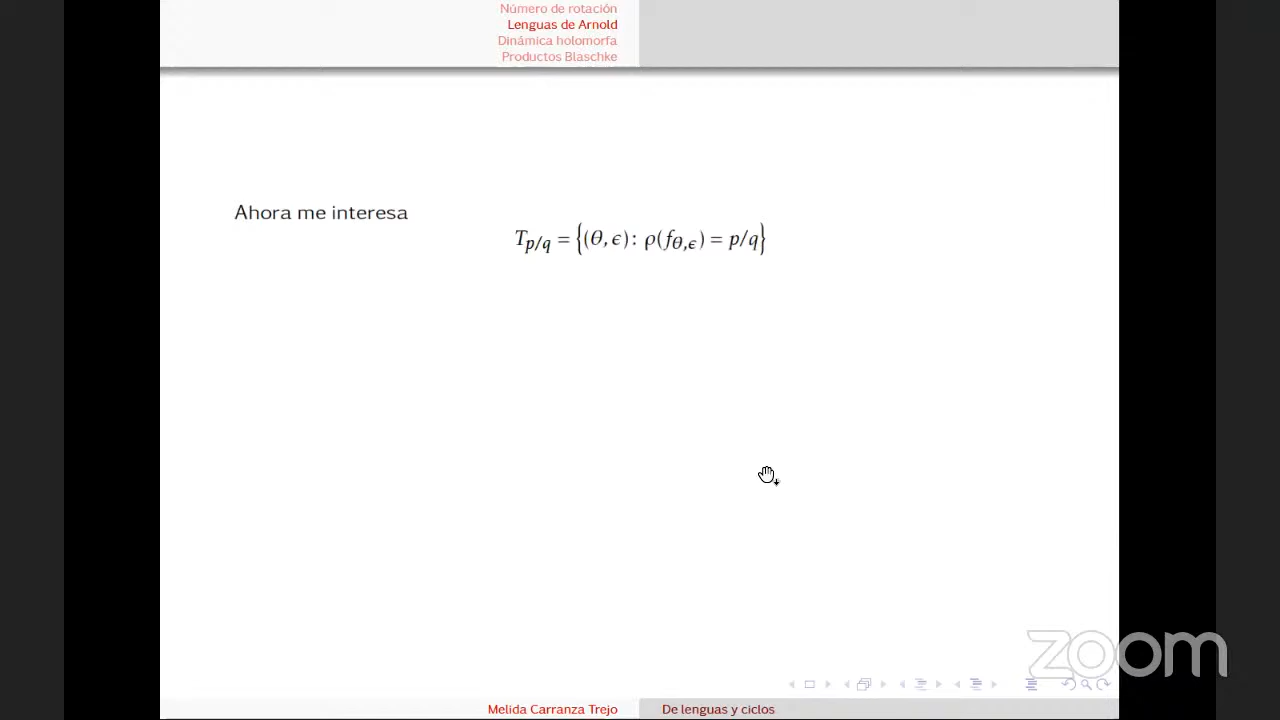 Número de rotación
Lenguas de Arnold
Dinámica holomorfa
Productos Blaschke
Ahora me interesa
T_{p/q} = {(θ, ϵ): ρ(f_{θ,ϵ}) = p/q}
zoom
Melida Carranza Trejo
De lenguas y ciclos